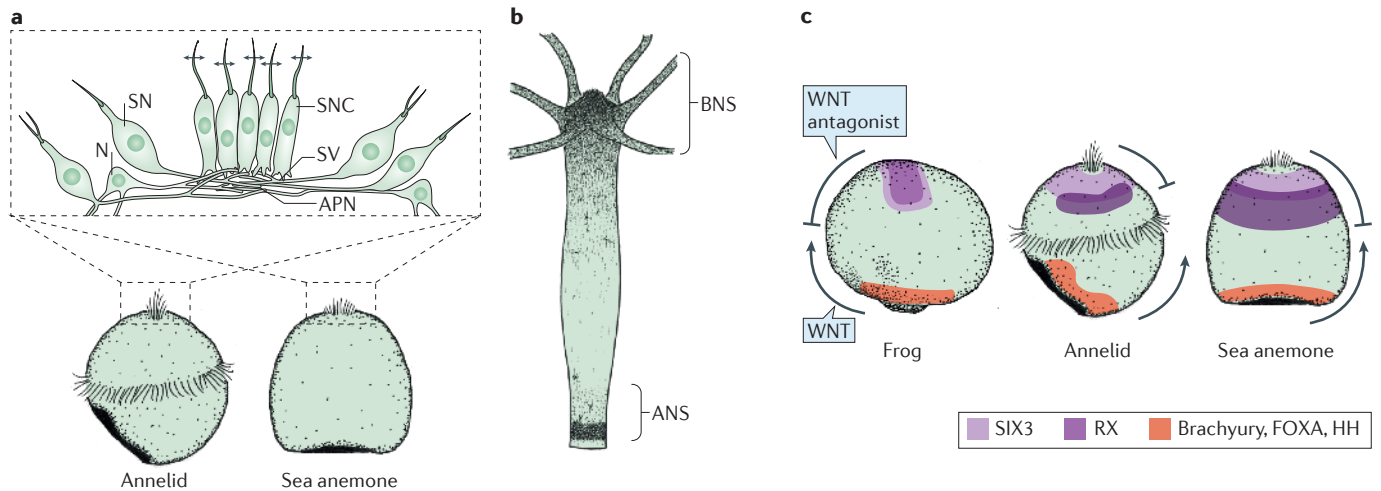 a
SN
N
SNC
SV
APN
Annelid
Sea anemone
b
BNS
ANS
c
WNT
antagonist
WNT
Frog
Annelid
Sea anemone
SIX3
RX
Brachyury, FOXA, HH